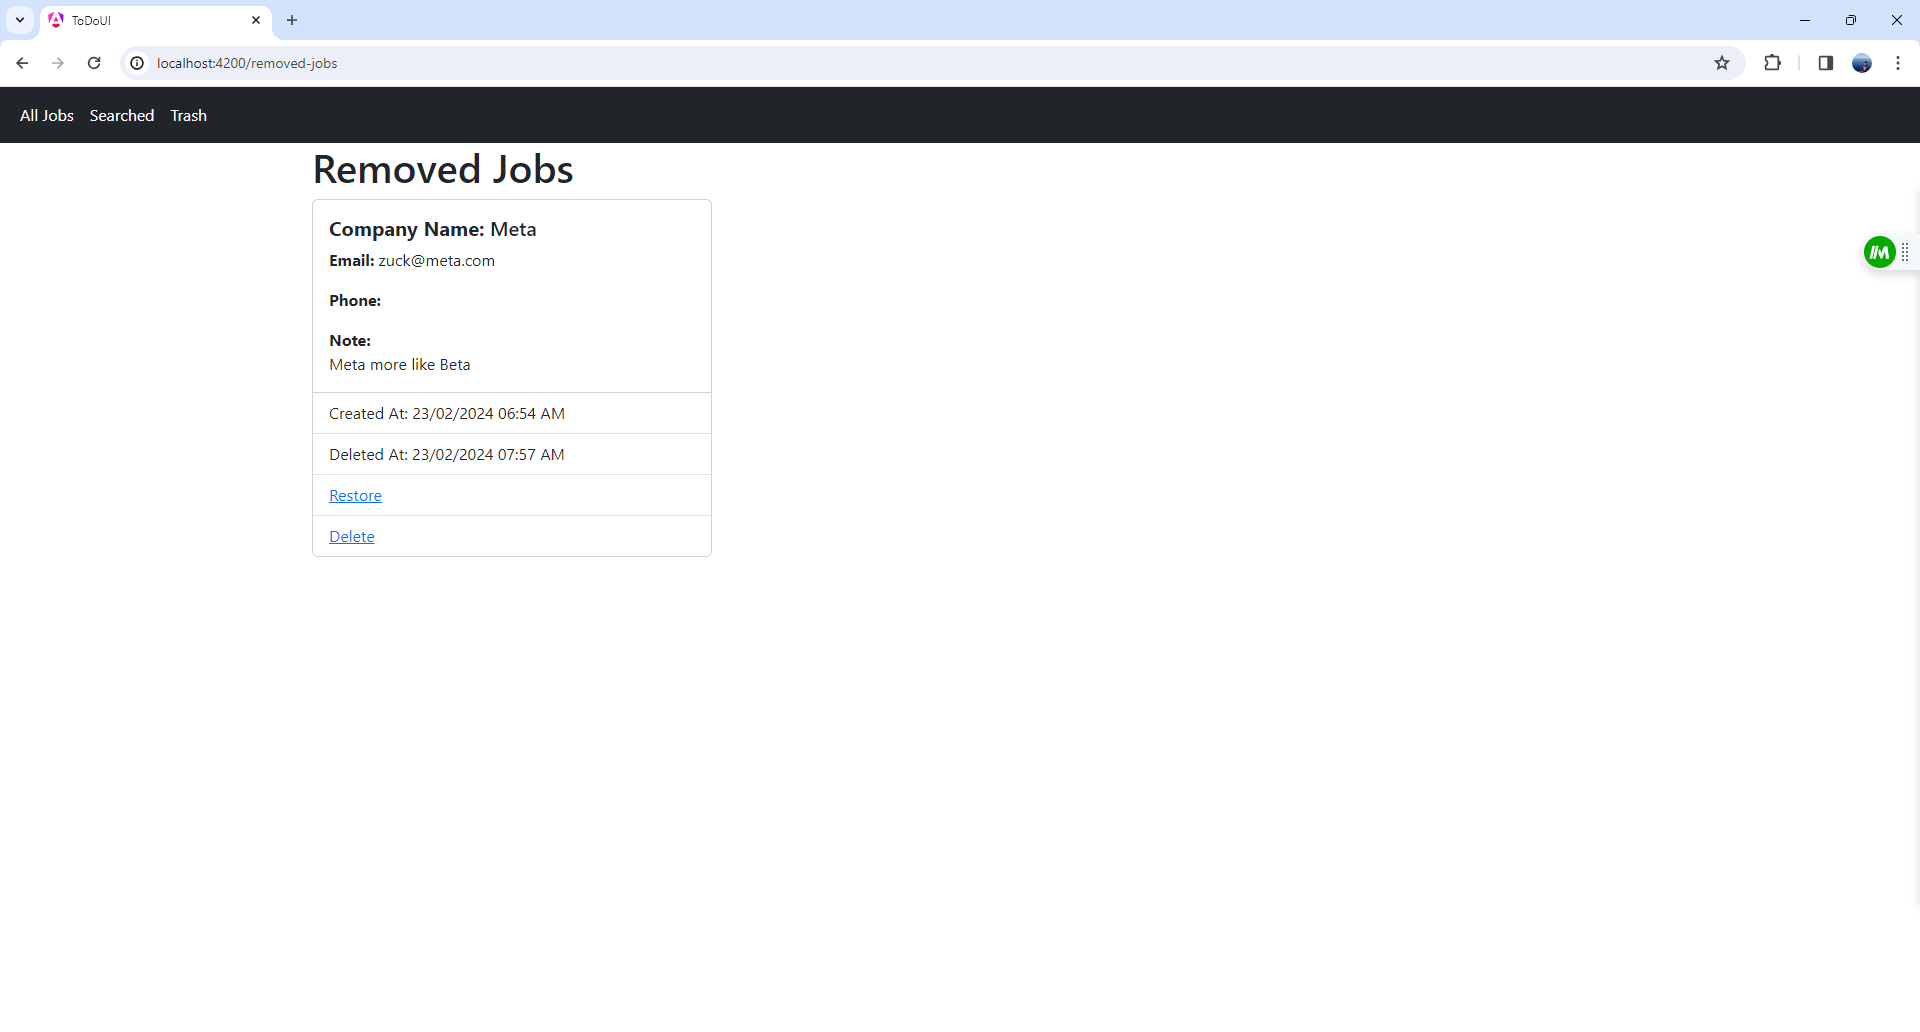 ToDoUI
localhost:4200/removed-jobs
All Jobs Searched Trash
Removed Jobs
Company Name: Meta
Email: zuck@meta.com
Phone:
Note:
Meta more like Beta
Created At: 23/02/2024 06:54 AM
Deleted At: 23/02/2024 07:57 AM
Restore
Delete